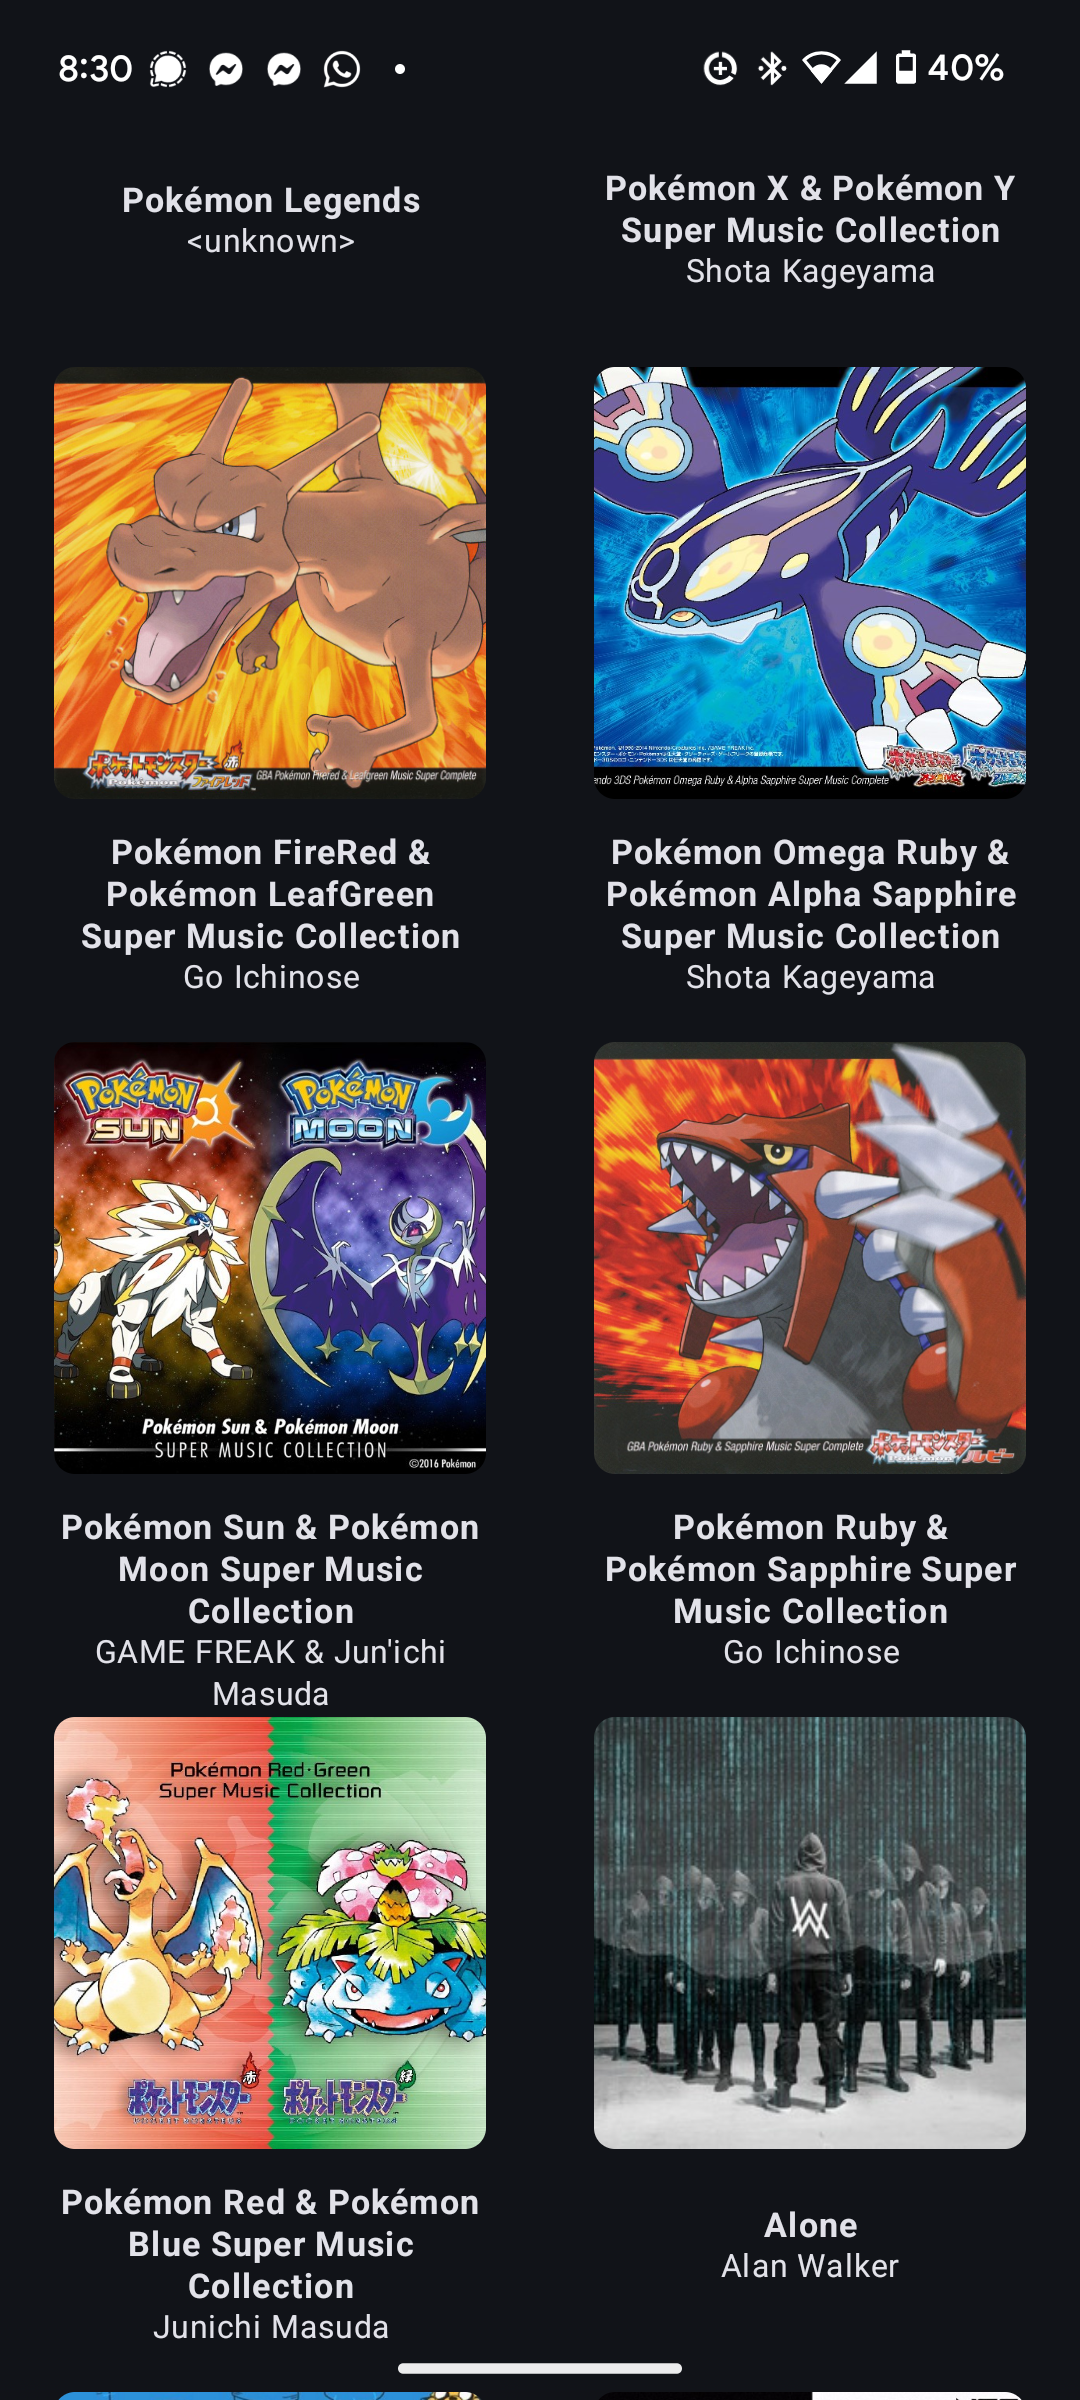 8:30
40%
Pokémon Legends
<unknown>
Pokémon X & Pokémon Y
Super Music Collection
Shota Kageyama
ポケットモンスター
赤
ファイアレッド
GBA Pokémon Firered & Leafgreen Music Super Complete
ndo 3DS Pokémon Omega Ruby & Alpha Sapphire Super Music Complete
Pokémon FireRed &
Pokémon LeafGreen
Super Music Collection
Go Ichinose
Pokémon Omega Ruby &
Pokémon Alpha Sapphire
Super Music Collection
Shota Kageyama
POKéMON
SUN
POKéMON
MOON
Pokémon Sun & Pokémon Moon
SUPER MUSIC COLLECTION
©2016 Pokémon
GBA Pokémon Ruby & Sapphire Music Super Complete
ポケットモンスター
ルビー
Pokémon Sun & Pokémon
Moon Super Music
Collection
GAME FREAK & Jun'ichi
Masuda
Pokémon Ruby &
Pokémon Sapphire Super
Music Collection
Go Ichinose
Pokémon Red·Green
Super Music Collection
ポケットモンスター
赤
ポケットモンスター
緑
Pokémon Red & Pokémon
Blue Super Music
Collection
Junichi Masuda
Alone
Alan Walker